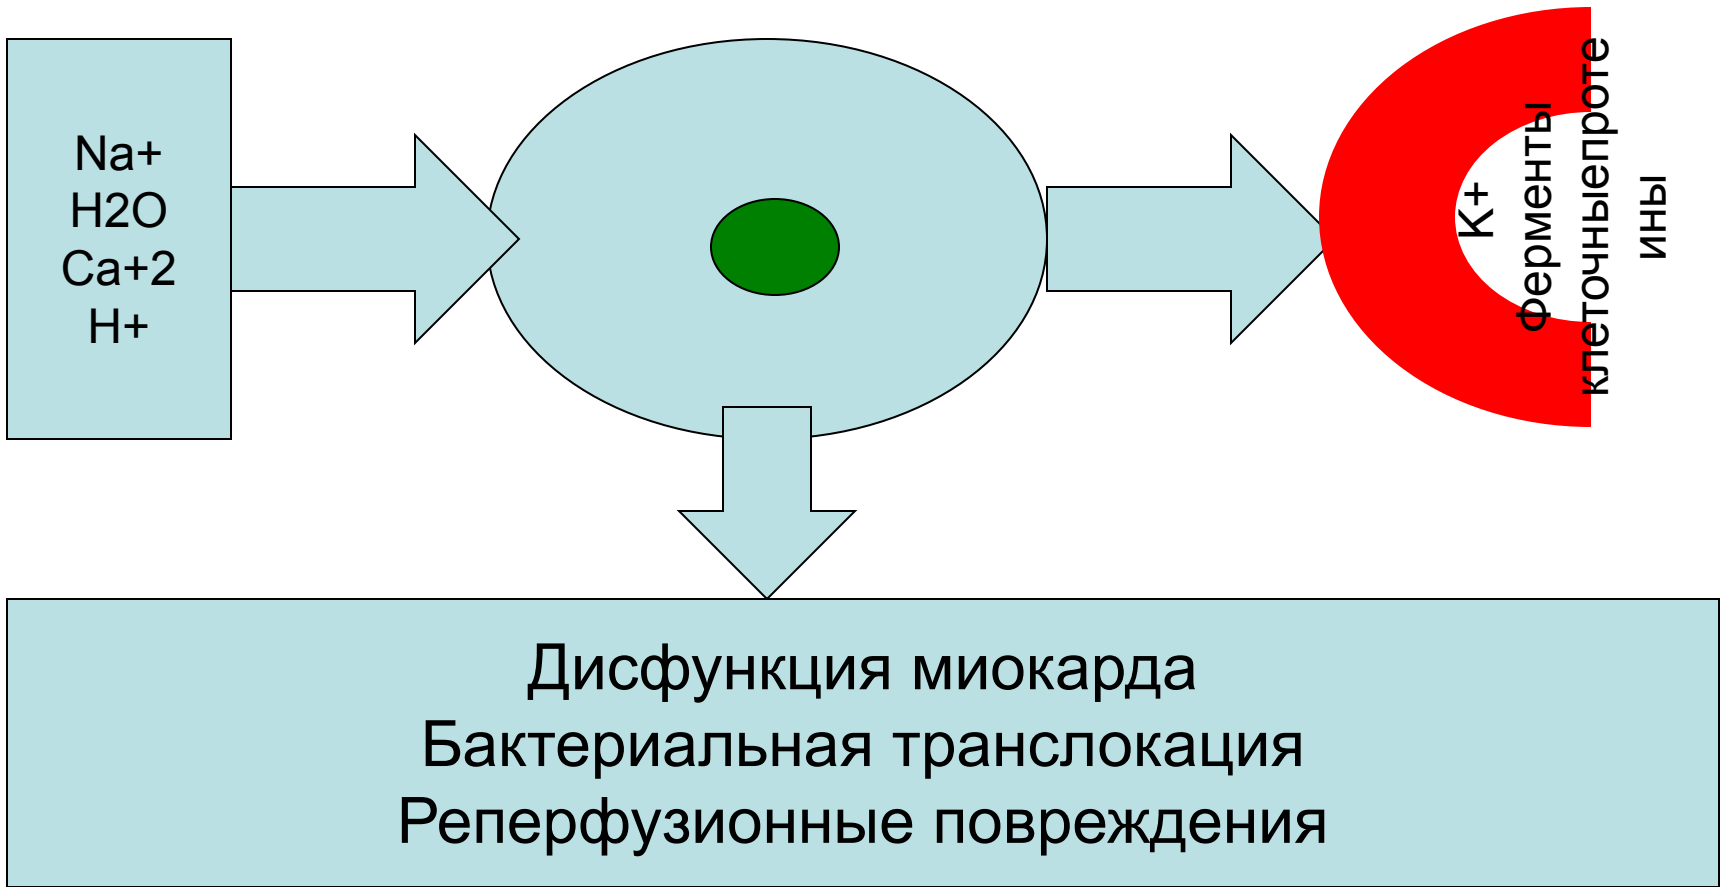 Na+
H2O
Ca+2
H+
К+
Ферменты
клеточныепроте
ины
Дисфункция миокарда
Бактериальная транслокация
Реперфузионные повреждения